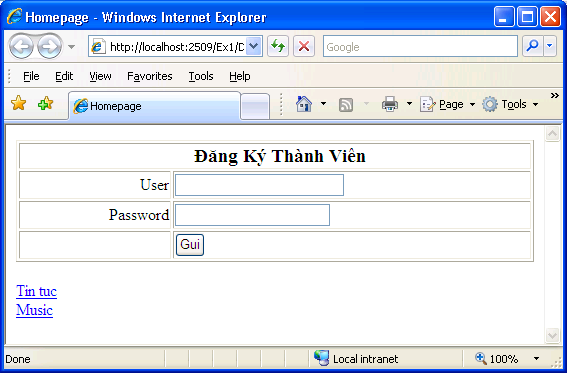 Homepage - Windows Internet Explorer
http://localhost:2509/Ex1/D
Google
File Edit View Favorites Tools Help
Homepage
Page Tools »
Đăng Ký Thành Viên
User
Password
Gui
Tin tuc
Music
Done Local intranet 100%